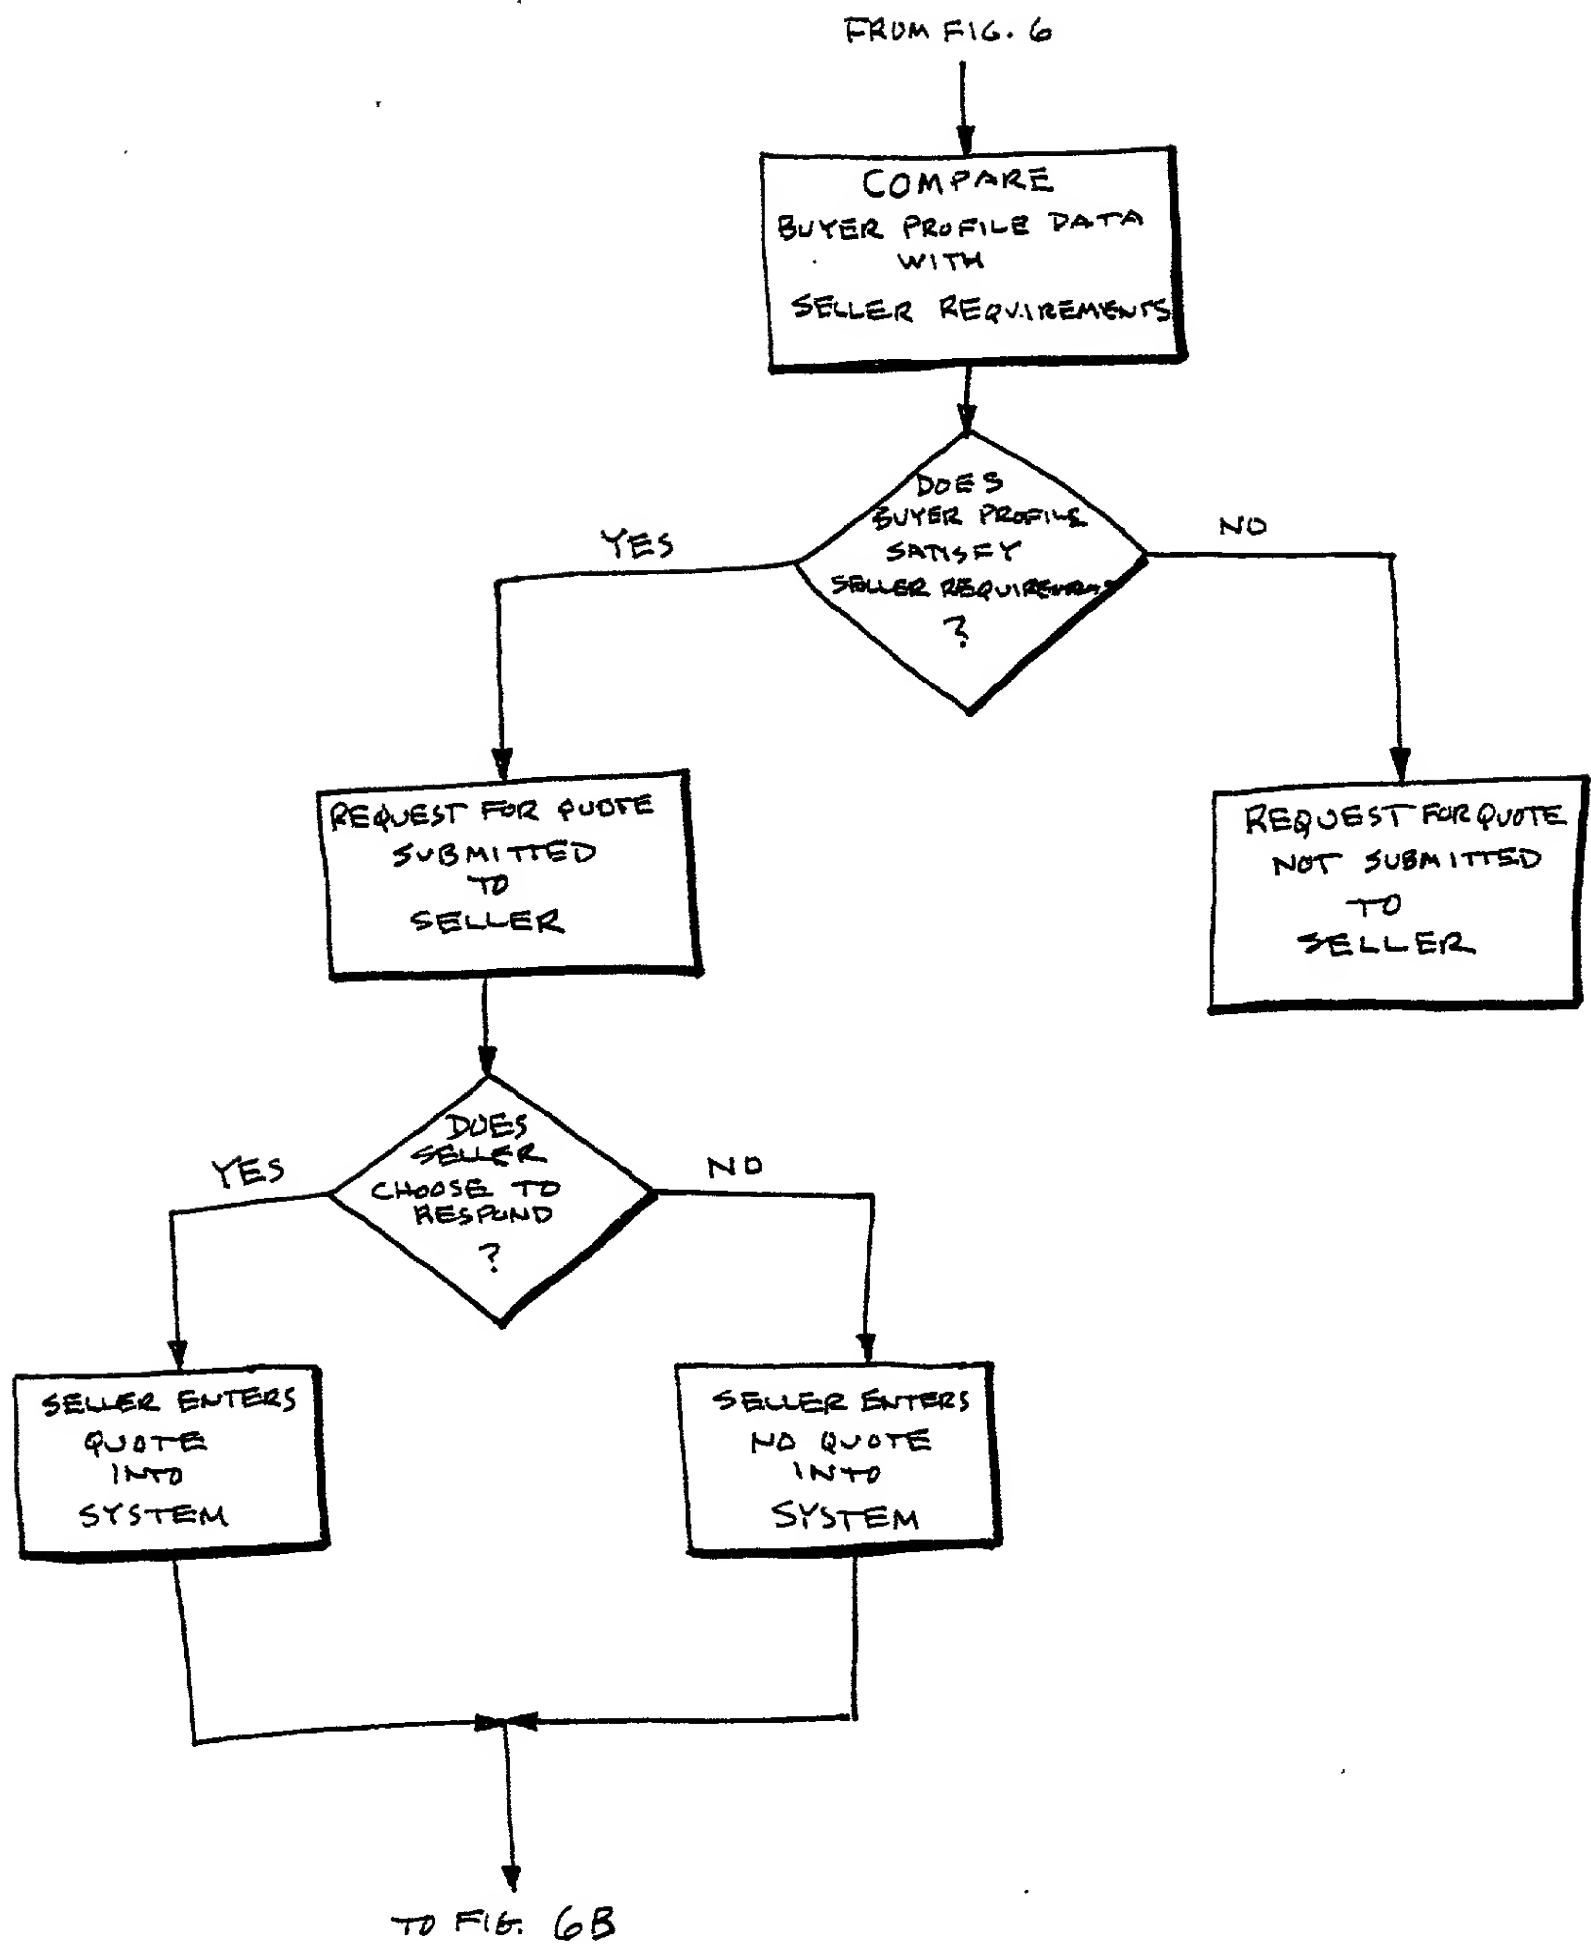 FROM FIG. 6
COMPARE
BUYER PROFILE DATA
WITH
SELLER REQUIREMENTS
DOES
BUYER PROFILE
SATISFY
SELLER REQUIREMENTS
?
YES
NO
REQUEST FOR QUOTE
SUBMITTED
TO
SELLER
REQUEST FOR QUOTE
NOT SUBMITTED
TO
SELLER
DOES
SELLER
CHOOSE TO
RESPOND
?
YES
NO
SELLER ENTERS
QUOTE
INTO
SYSTEM
SELLER ENTERS
NO QUOTE
INTO
SYSTEM
TO FIG. 6B